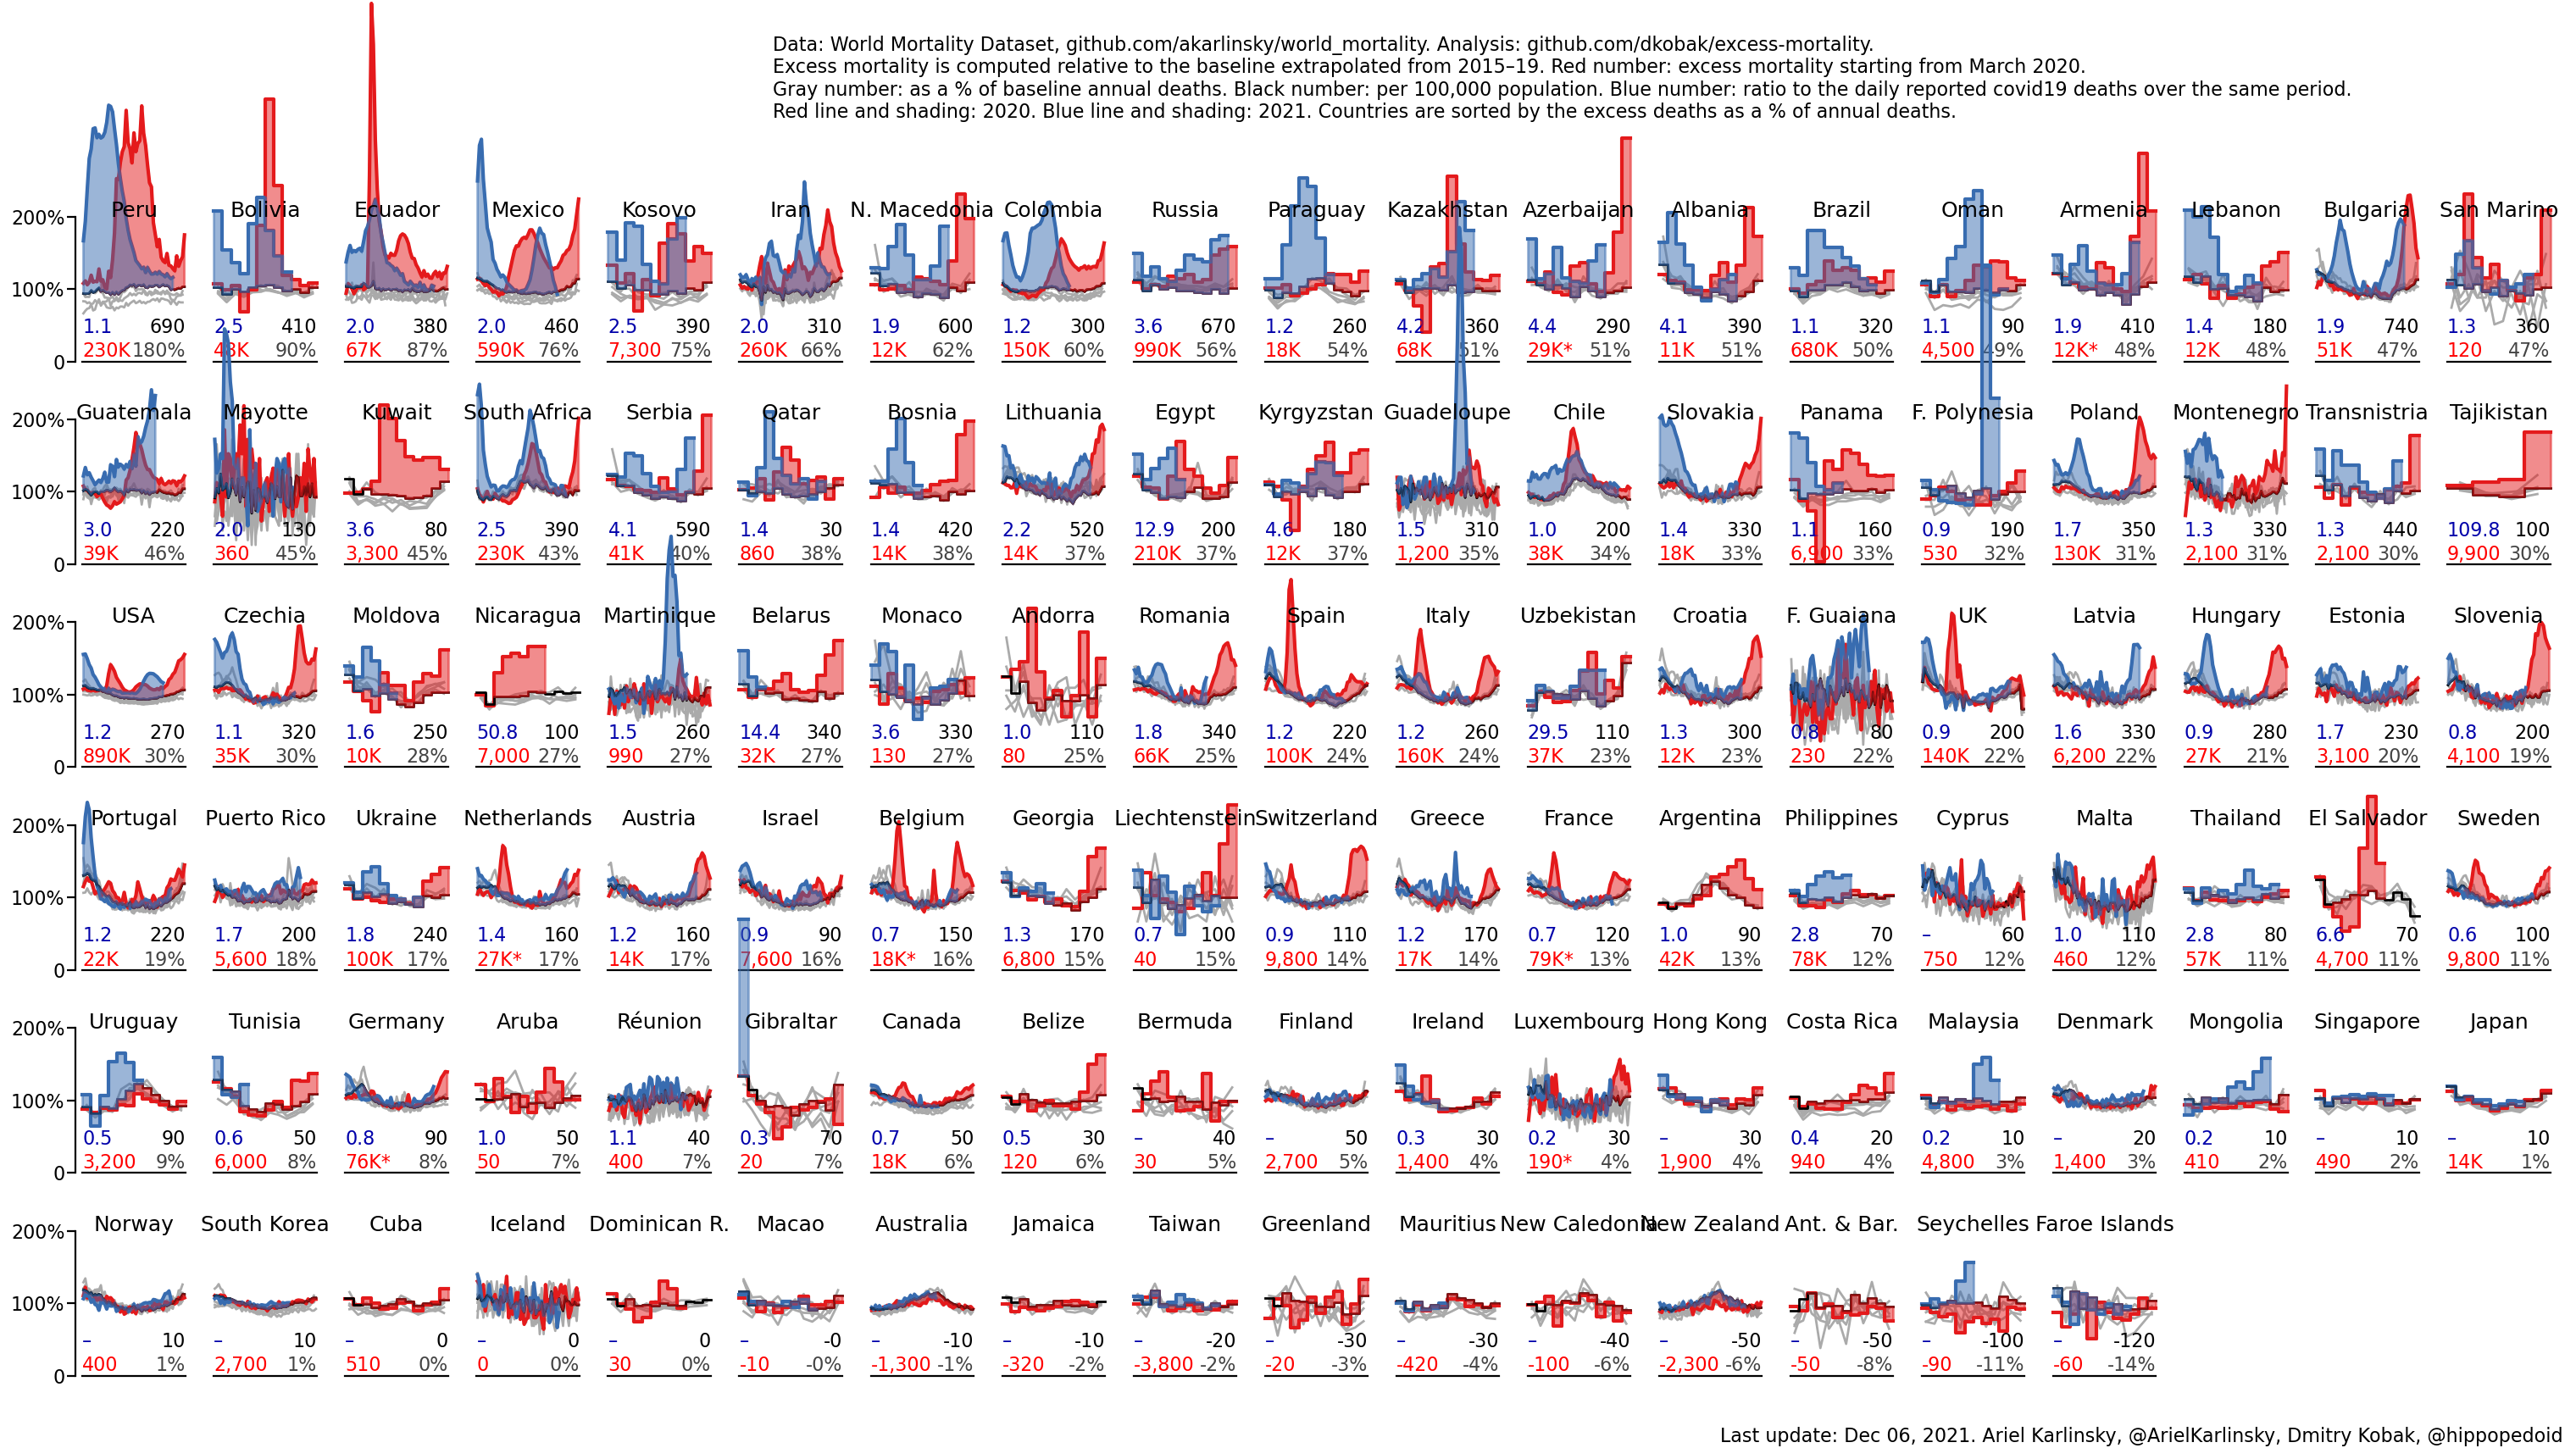 Data: World Mortality Dataset, github.com/akarlinsky/world_mortality. Analysis: github.com/dkobak/excess-mortality.
Excess mortality is computed relative to the baseline extrapolated from 2015–19. Red number: excess mortality starting from March 2020.
Gray number: as a % of baseline annual deaths. Black number: per 100,000 population. Blue number: ratio to the daily reported covid19 deaths over the same period.
Red line and shading: 2020. Blue line and shading: 2021. Countries are sorted by the excess deaths as a % of annual deaths.
Peru Bolivia Ecuador Mexico Kosovo Iran N. Macedonia Colombia Russia Paraguay Kazakhstan Azerbaijan Albania Brazil Oman Armenia Lebanon Bulgaria San Marino
200%
100%
1.1 690 2.5 410 2.0 380 2.0 460 2.5 390 2.0 310 1.9 600 1.2 300 3.6 670 1.2 260 4.2 360 4.4 290 4.1 390 1.1 320 1.1 90 1.9 410 1.4 180 1.9 740 1.3 360
230K 180% 43K 90% 67K 87% 590K 76% 7,300 75% 260K 66% 12K 62% 150K 60% 990K 56% 18K 54% 68K 51% 29K* 51% 11K 51% 680K 50% 4,500 49% 12K* 48% 12K 48% 51K 47% 120 47%
0
Guatemala Mayotte Kuwait South Africa Serbia Qatar Bosnia Lithuania Egypt Kyrgyzstan Guadeloupe Chile Slovakia Panama F. Polynesia Poland Montenegro Transnistria Tajikistan
200%
100%
3.0 220 2.0 130 3.6 80 2.5 390 4.1 590 1.4 30 1.4 420 2.2 520 12.9 200 4.6 180 1.5 310 1.0 200 1.4 330 1.1 160 0.9 190 1.7 350 1.3 330 1.3 440 109.8 100
39K 46% 360 45% 3,300 45% 230K 43% 41K 40% 860 38% 14K 38% 14K 37% 210K 37% 12K 37% 1,200 35% 38K 34% 18K 33% 6,900 33% 530 32% 130K 31% 2,100 31% 2,100 30% 9,900 30%
0
USA Czechia Moldova Nicaragua Martinique Belarus Monaco Andorra Romania Spain Italy Uzbekistan Croatia F. Guaiana UK Latvia Hungary Estonia Slovenia
200%
100%
1.2 270 1.1 320 1.6 250 50.8 100 1.5 260 14.4 340 3.6 330 1.0 110 1.8 340 1.2 220 1.2 260 29.5 110 1.3 300 0.8 80 0.9 200 1.6 330 0.9 280 1.7 230 0.8 200
890K 30% 35K 30% 10K 28% 7,000 27% 990 27% 32K 27% 130 27% 80 25% 66K 25% 100K 24% 160K 24% 37K 23% 12K 23% 230 22% 140K 22% 6,200 22% 27K 21% 3,100 20% 4,100 19%
0
Portugal Puerto Rico Ukraine Netherlands Austria Israel Belgium Georgia Liechtenstein Switzerland Greece France Argentina Philippines Cyprus Malta Thailand El Salvador Sweden
200%
100%
1.2 220 1.7 200 1.8 240 1.4 160 1.2 160 0.9 90 0.7 150 1.3 170 0.7 100 0.9 110 1.2 170 0.7 120 1.0 90 2.8 70 – 60 1.0 110 2.8 80 6.6 70 0.6 100
22K 19% 5,600 18% 100K 17% 27K* 17% 14K 17% 7,600 16% 18K* 16% 6,800 15% 40 15% 9,800 14% 17K 14% 79K* 13% 42K 13% 78K 12% 750 12% 460 12% 57K 11% 4,700 11% 9,800 11%
0
Uruguay Tunisia Germany Aruba Réunion Gibraltar Canada Belize Bermuda Finland Ireland Luxembourg Hong Kong Costa Rica Malaysia Denmark Mongolia Singapore Japan
200%
100%
0.5 90 0.6 50 0.8 90 1.0 50 1.1 40 0.3 70 0.7 50 0.5 30 – 40 – 50 0.3 30 0.2 30 – 30 0.4 20 0.2 10 – 20 0.2 10 – 10 – 10
3,200 9% 6,000 8% 76K* 8% 50 7% 400 7% 20 7% 18K 6% 120 6% 30 5% 2,700 5% 1,400 4% 190* 4% 1,900 4% 940 4% 4,800 3% 1,400 3% 410 2% 490 2% 14K 1%
0
Norway South Korea Cuba Iceland Dominican R. Macao Australia Jamaica Taiwan Greenland Mauritius New Caledonia New Zealand Ant. & Bar. Seychelles Faroe Islands
200%
100%
– 10 – 10 – 0 – 0 – 0 – -0 – -10 – -10 – -20 – -30 – -30 – -40 – -50 – -50 – -100 – -120
400 1% 2,700 1% 510 0% 0 0% 30 0% -10 -0% -1,300 -1% -320 -2% -3,800 -2% -20 -3% -420 -4% -100 -6% -2,300 -6% -50 -8% -90 -11% -60 -14%
0
Last update: Dec 06, 2021. Ariel Karlinsky, @ArielKarlinsky, Dmitry Kobak, @hippopedoid